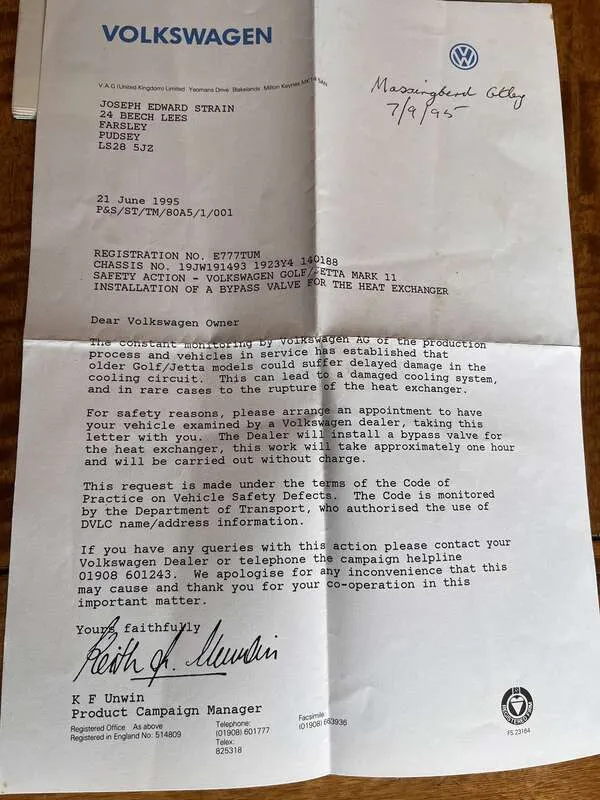 VOLKSWAGEN
V.A.G (United Kingdom) Limited Yeomans Drive Blakelands Milton Keynes MK14 5AN
Massingberd Otley
7/9/95
JOSEPH EDWARD STRAIN
24 BEECH LEES
FARSLEY
PUDSEY
LS28 5JZ
21 June 1995
P&S/ST/TM/80A5/1/001
REGISTRATION NO. E777TUM
CHASSIS NO. 19JW191493 1923Y4 140188
SAFETY ACTION - VOLKSWAGEN GOLF/JETTA MARK 11
INSTALLATION OF A BYPASS VALVE FOR THE HEAT EXCHANGER
Dear Volkswagen Owner
The constant monitoring by Volkswagen AG of the production
process and vehicles in service has established that
older Golf/Jetta models could suffer delayed damage in the
cooling circuit. This can lead to a damaged cooling system,
and in rare cases to the rupture of the heat exchanger.
For safety reasons, please arrange an appointment to have
your vehicle examined by a Volkswagen dealer, taking this
letter with you. The Dealer will install a bypass valve for
the heat exchanger, this work will take approximately one hour
and will be carried out without charge.
This request is made under the terms of the Code of
Practice on Vehicle Safety Defects. The Code is monitored
by the Department of Transport, who authorised the use of
DVLC name/address information.
If you have any queries with this action please contact your
Volkswagen Dealer or telephone the campaign helpline
01908 601243. We apologise for any inconvenience that this
may cause and thank you for your co-operation in this
important matter.
Yours faithfully
K F Unwin
Product Campaign Manager
Registered Office As above
Registered in England No: 514809
Telephone:
(01908) 601777
Telex:
825318
Facsimile
(01908) 663936
REGISTERED FIRM
FS 23184